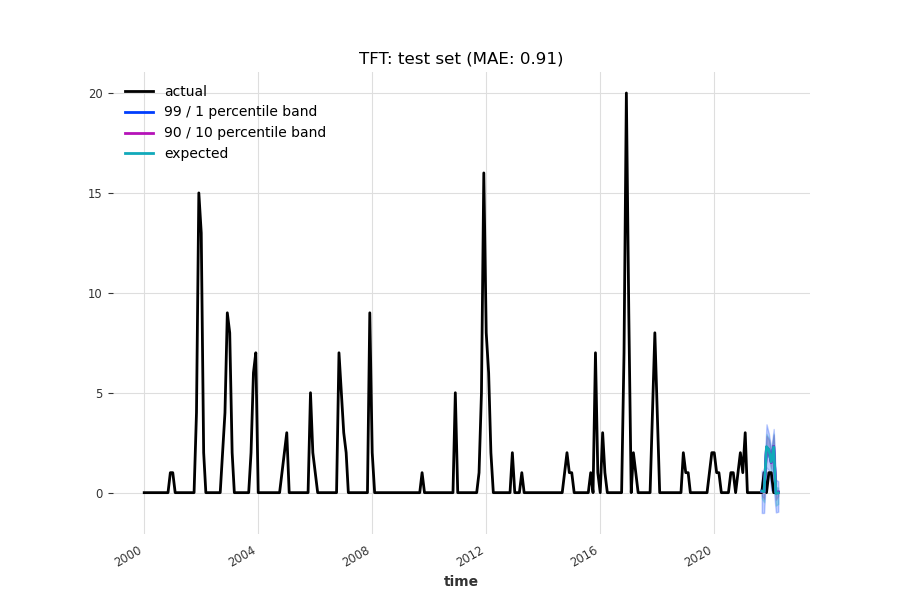 TFT: test set (MAE: 0.91)
actual
99 / 1 percentile band
90 / 10 percentile band
expected
20
15
10
5
0
2000
2004
2008
2012
2016
2020
time